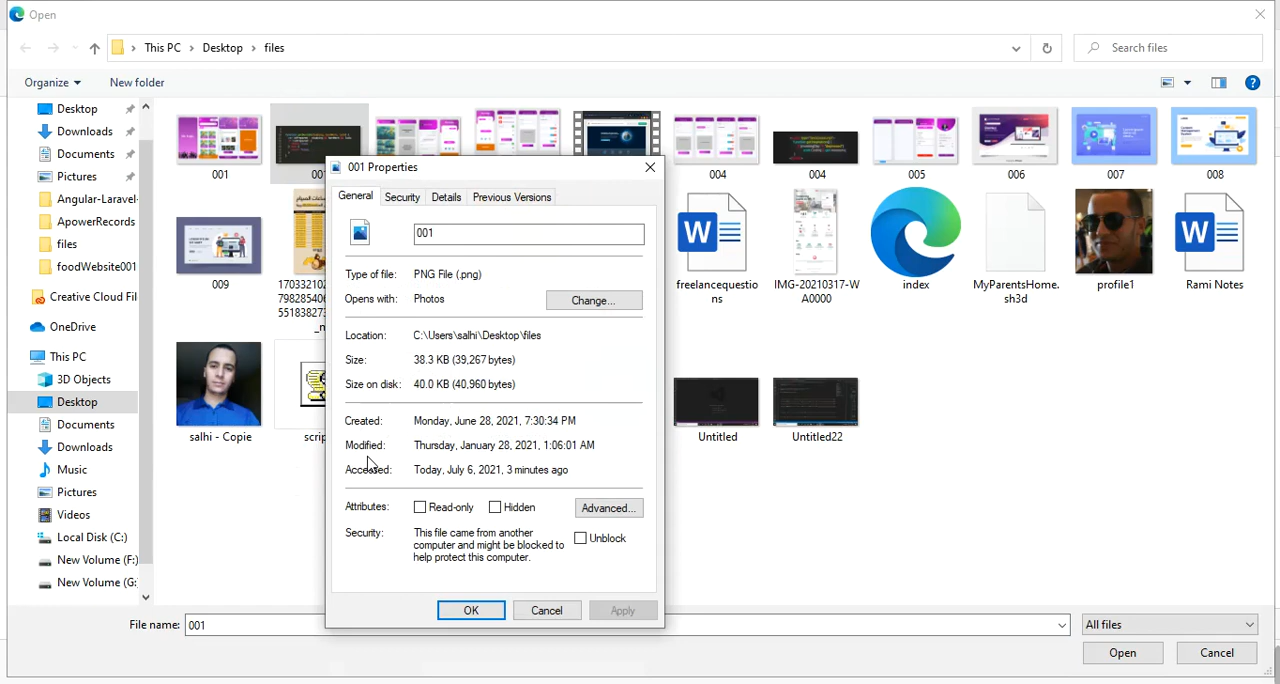 Open
This PC > Desktop > files
Search files
Organize
New folder
Desktop
Downloads
Documents
Pictures
Angular-Laravel-
ApowerRecords
files
foodWebsite001
Creative Cloud Fil
OneDrive
This PC
3D Objects
Desktop
Documents
Downloads
Music
Pictures
Videos
Local Disk (C:)
New Volume (F:)
New Volume (G:
001
00
004
004
005
006
007
008
009
17033210
79828540
55183827
_n
freelancequestio
ns
IMG-20210317-W
A0000
index
MyParentsHome.
sh3d
profile1
Rami Notes
salhi - Copie
scrip
Untitled
Untitled22
001 Properties
General
Security
Details
Previous Versions
001
Type of file: PNG File (.png)
Opens with: Photos
Change...
Location: C:\Users\salhi\Desktop\files
Size: 38.3 KB (39,267 bytes)
Size on disk: 40.0 KB (40,960 bytes)
Created: Monday, June 28, 2021, 7:30:34 PM
Modified: Thursday, January 28, 2021, 1:06:01 AM
Accessed: Today, July 6, 2021, 3 minutes ago
Attributes: Read-only Hidden Advanced...
Security: This file came from another
computer and might be blocked to
help protect this computer.
Unblock
OK Cancel Apply
File name: 001
All files
Open Cancel